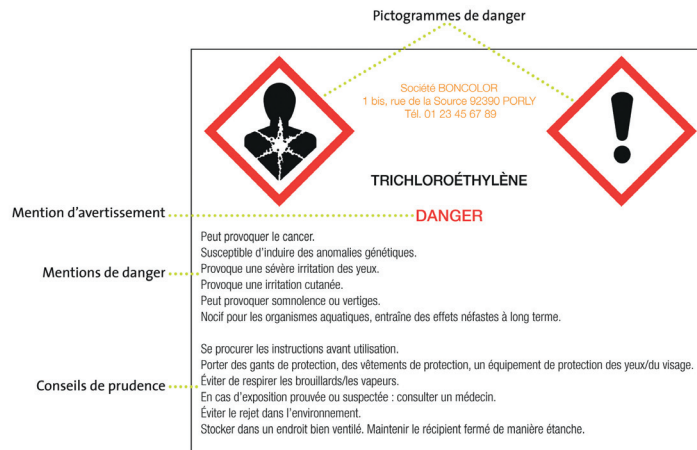 Pictogrammes de danger
Société BONCOLOR
1 bis, rue de la Source 92390 PORLY
Tél. 01 23 45 67 89
TRICHLOROÉTHYLÈNE
Mention d'avertissement
DANGER
Mentions de danger
Peut provoquer le cancer.
Susceptible d'induire des anomalies génétiques.
Provoque une sévère irritation des yeux.
Provoque une irritation cutanée.
Peut provoquer somnolence ou vertiges.
Nocif pour les organismes aquatiques, entraîne des effets néfastes à long terme.
Conseils de prudence
Se procurer les instructions avant utilisation.
Porter des gants de protection, des vêtements de protection, un équipement de protection des yeux/du visage.
Éviter de respirer les brouillards/les vapeurs.
En cas d'exposition prouvée ou suspectée : consulter un médecin.
Éviter le rejet dans l'environnement.
Stocker dans un endroit bien ventilé. Maintenir le récipient fermé de manière étanche.